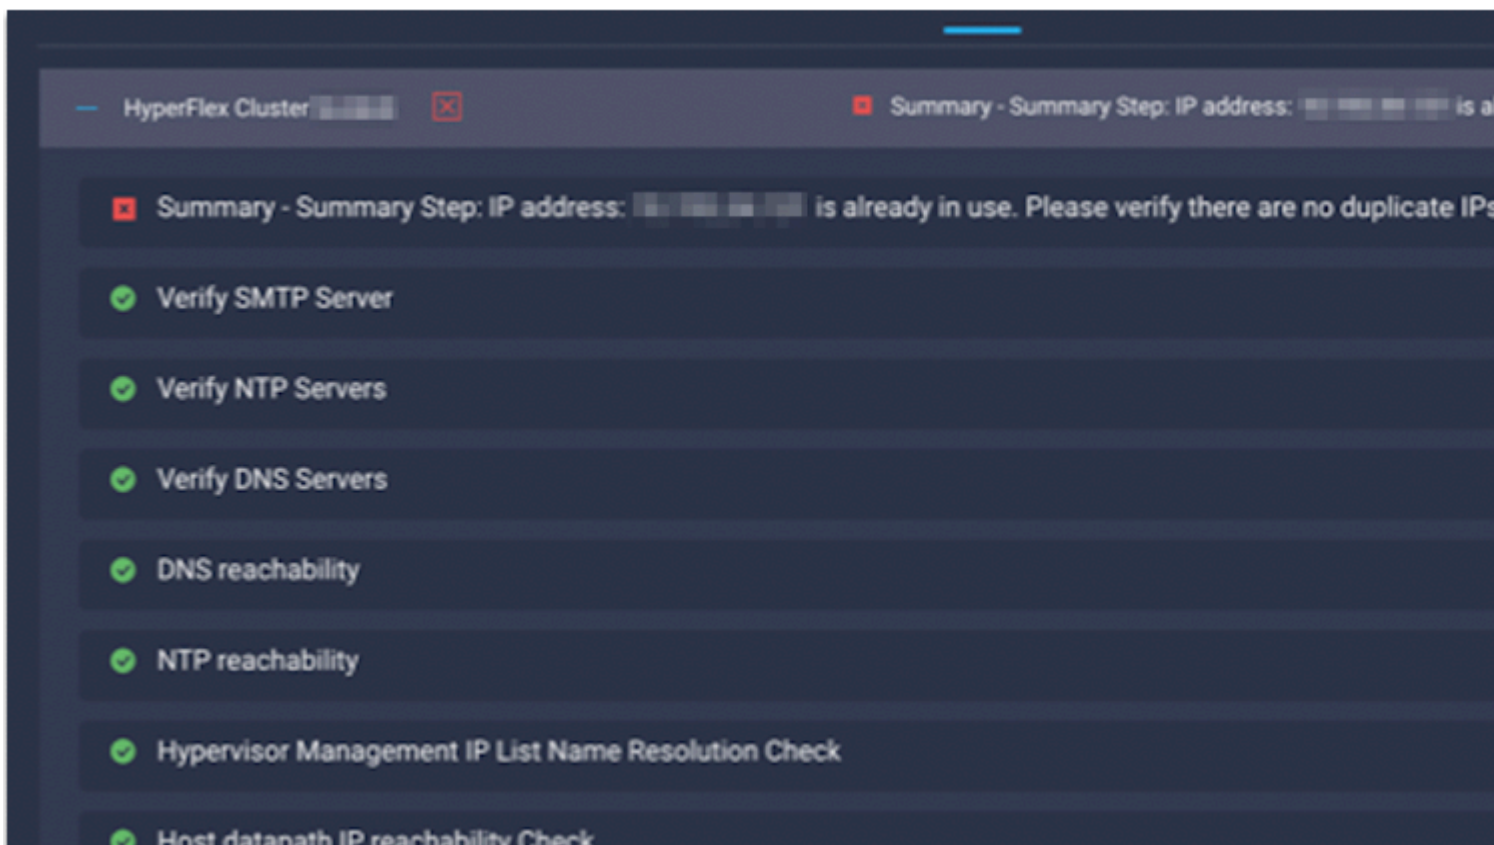 HyperFlex Cluster
Summary - Summary Step: IP address: is
Summary - Summary Step: IP address: is already in use. Please verify there are no duplicate IPs
Verify SMTP Server
Verify NTP Servers
Verify DNS Servers
DNS reachability
NTP reachability
Hypervisor Management IP List Name Resolution Check
Host datapath IP reachability Check